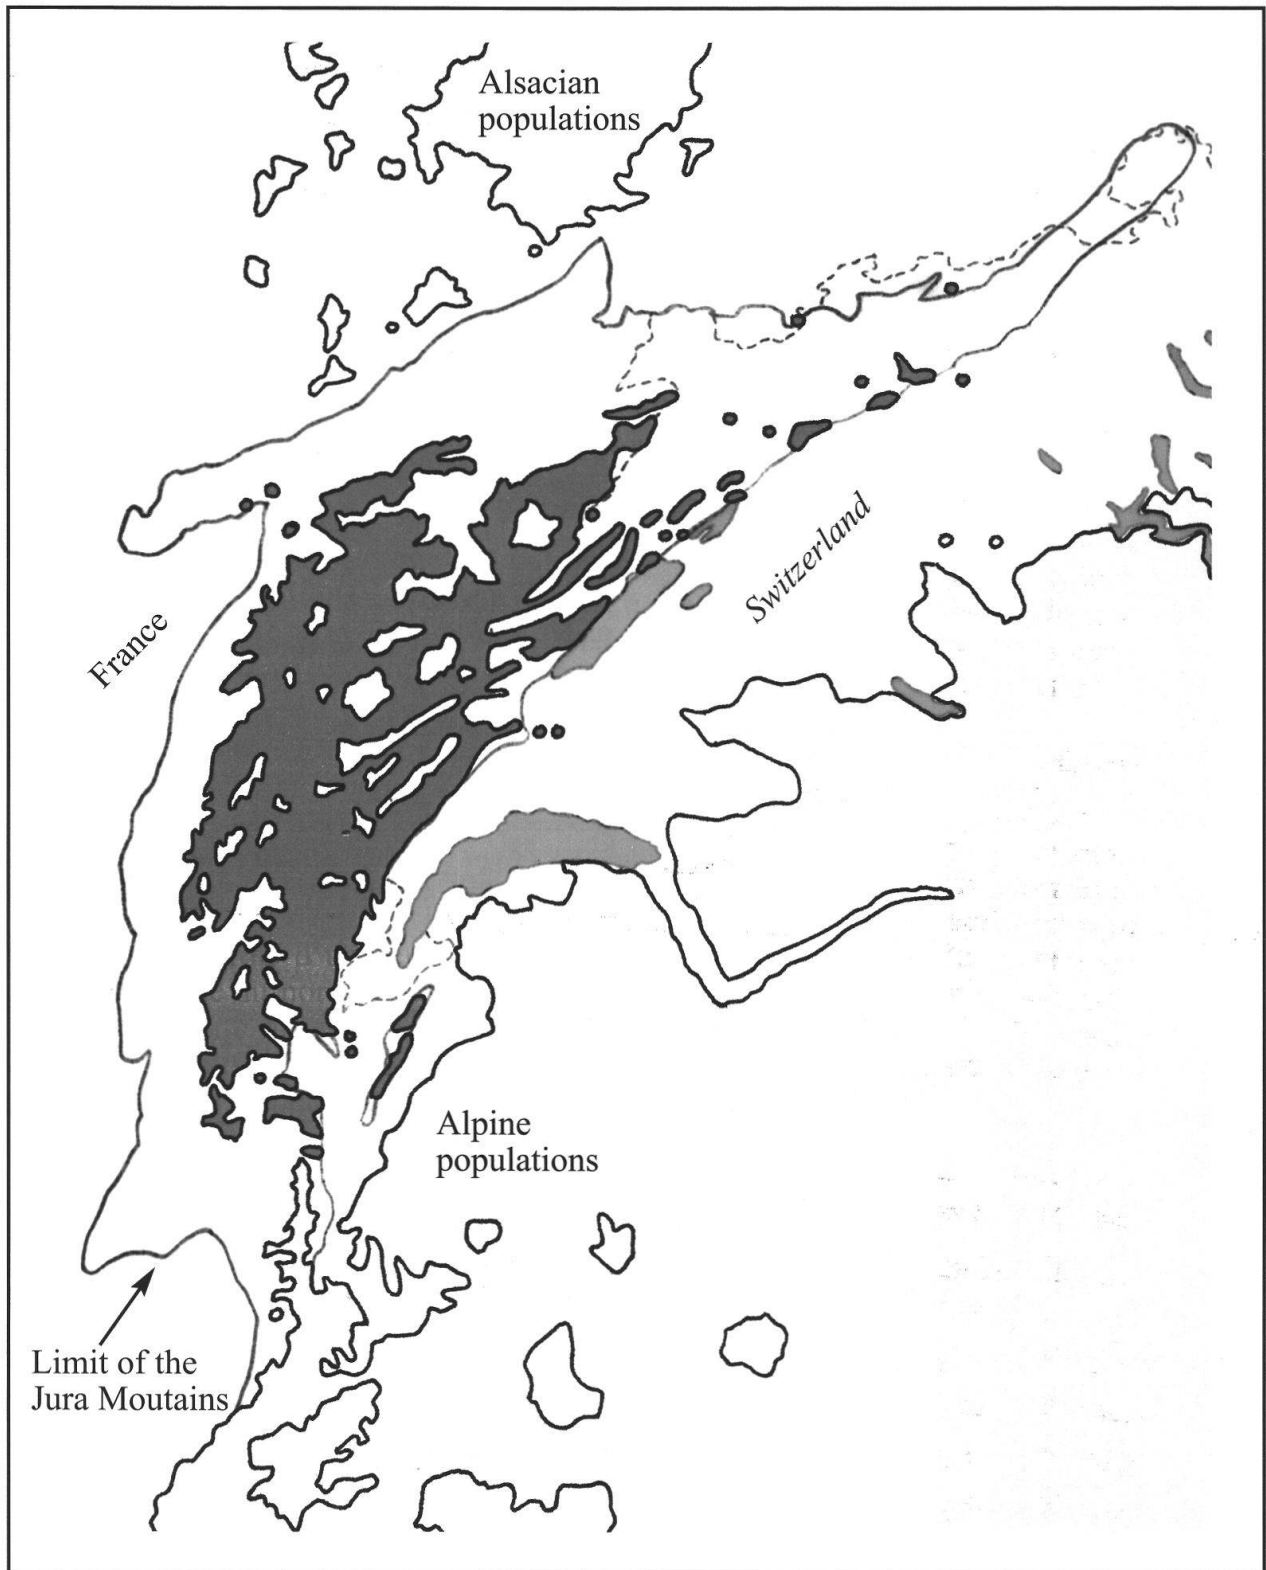 Alsacian
populations
France
Switzerland
Alpine
populations
Limit of the
Jura Moutains